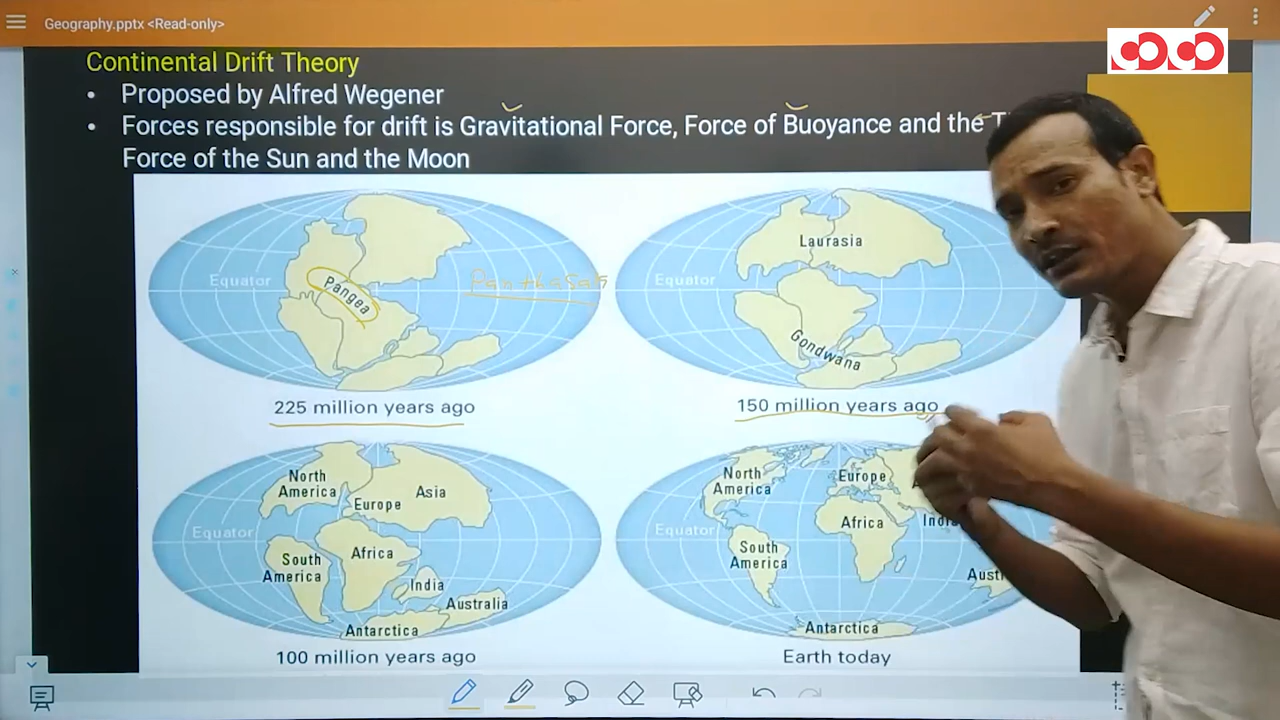 Geography.pptx <Read-only>
Continental Drift Theory
• Proposed by Alfred Wegener
• Forces responsible for drift is Gravitational Force, Force of Buoyance and the
Force of the Sun and the Moon
Equator
Pangea
225 million years ago
Laurasia
Equator
Gondwana
150 million years ago
North
America
Europe
Asia
Equator
South
America
Africa
India
Australia
Antarctica
100 million years ago
North
America
Europe
Equator
Africa
South
America
Antarctica
Earth today